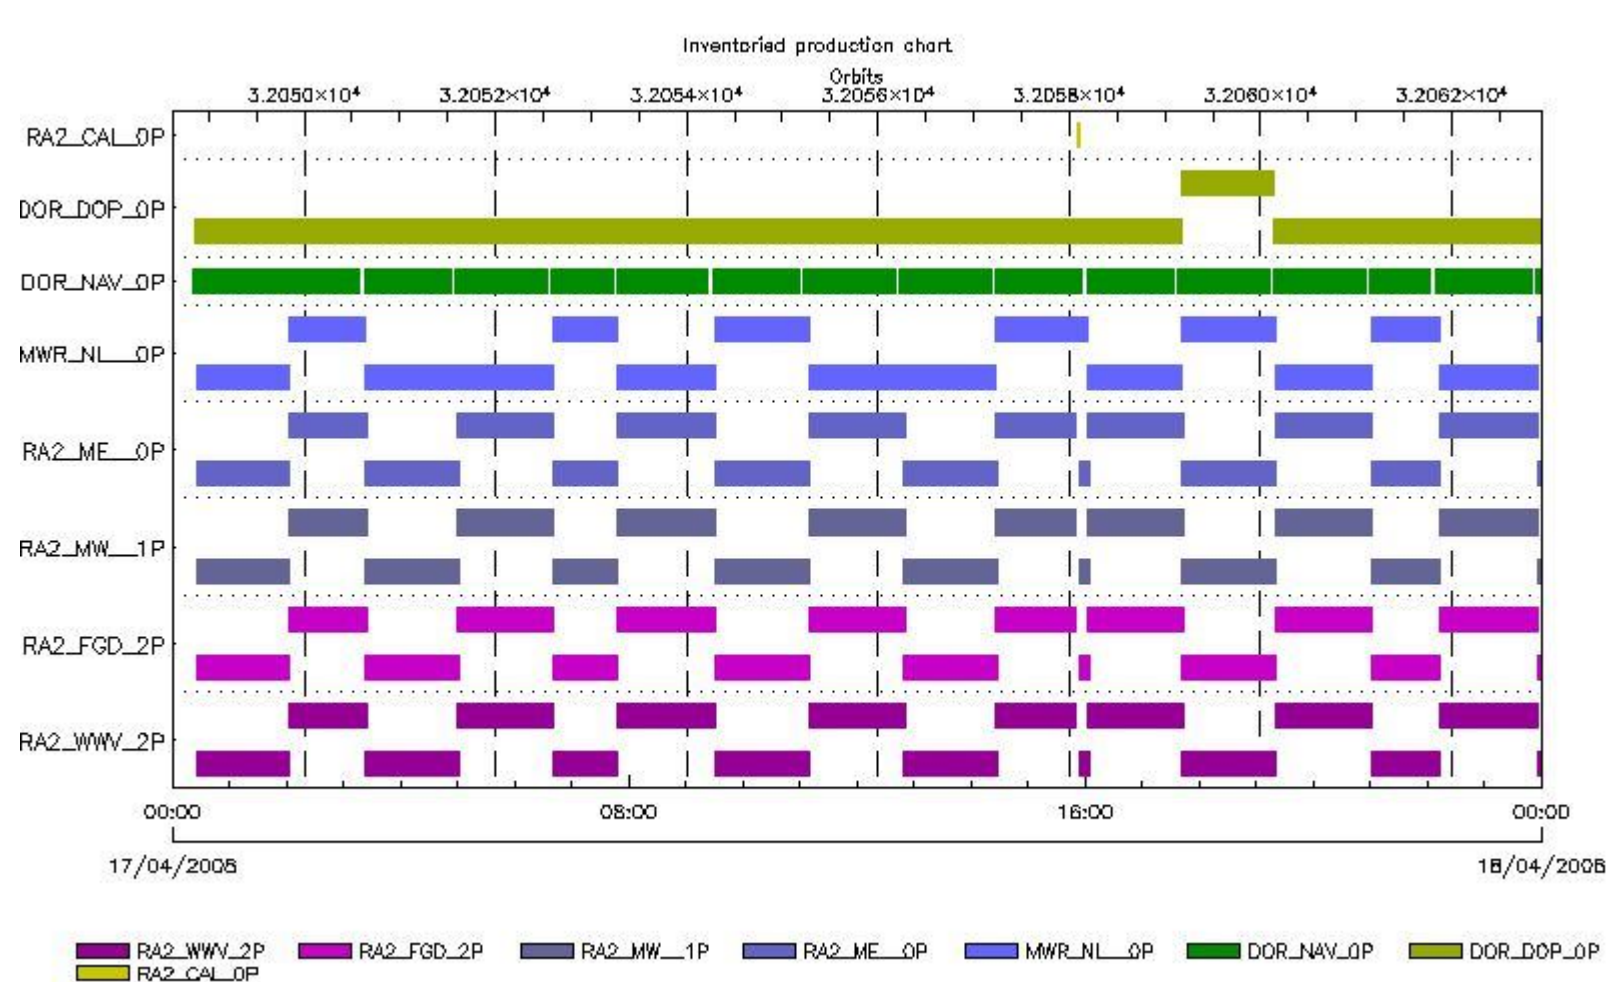 Inventoried production chart
Orbits
3.2050×10⁴ 3.2052×10⁴ 3.2054×10⁴ 3.2056×10⁴ 3.2058×10⁴ 3.2060×10⁴ 3.2062×10⁴
RA2_CAL_0P
DOR_DOP_0P
DOR_NAV_0P
MWR_NL__0P
RA2_ME__0P
RA2_MW__1P
RA2_FGD_2P
RA2_WWV_2P
00:00 08:00 16:00 00:00
17/04/2008 18/04/2008
RA2_WWV_2P RA2_FGD_2P RA2_MW__1P RA2_ME__0P MWR_NL__0P DOR_NAV_0P DOR_DOP_0P
RA2_CAL_0P